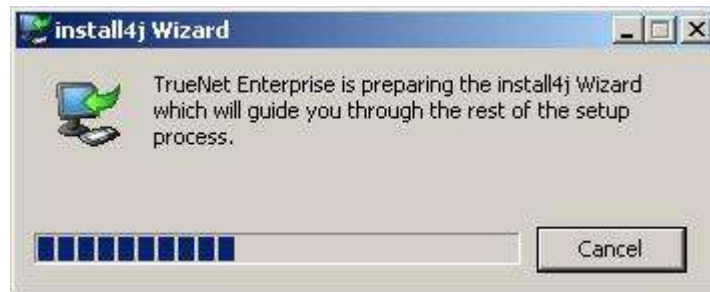 install4j Wizard
TrueNet Enterprise is preparing the install4j Wizard
which will guide you through the rest of the setup
process.
Cancel